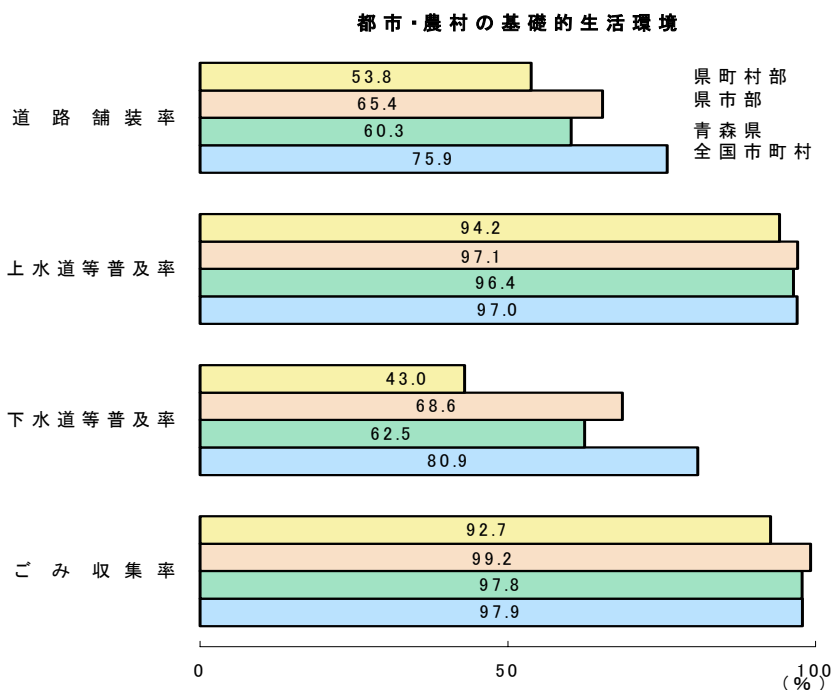 都市・農村の基礎的生活環境
道路舗装率
53.8
65.4
60.3
75.9
県町村部
県市部
青森県
全国市町村
上水道等普及率
94.2
97.1
96.4
97.0
下水道等普及率
43.0
68.6
62.5
80.9
ごみ収集率
92.7
99.2
97.8
97.9
0 50 100
(%)